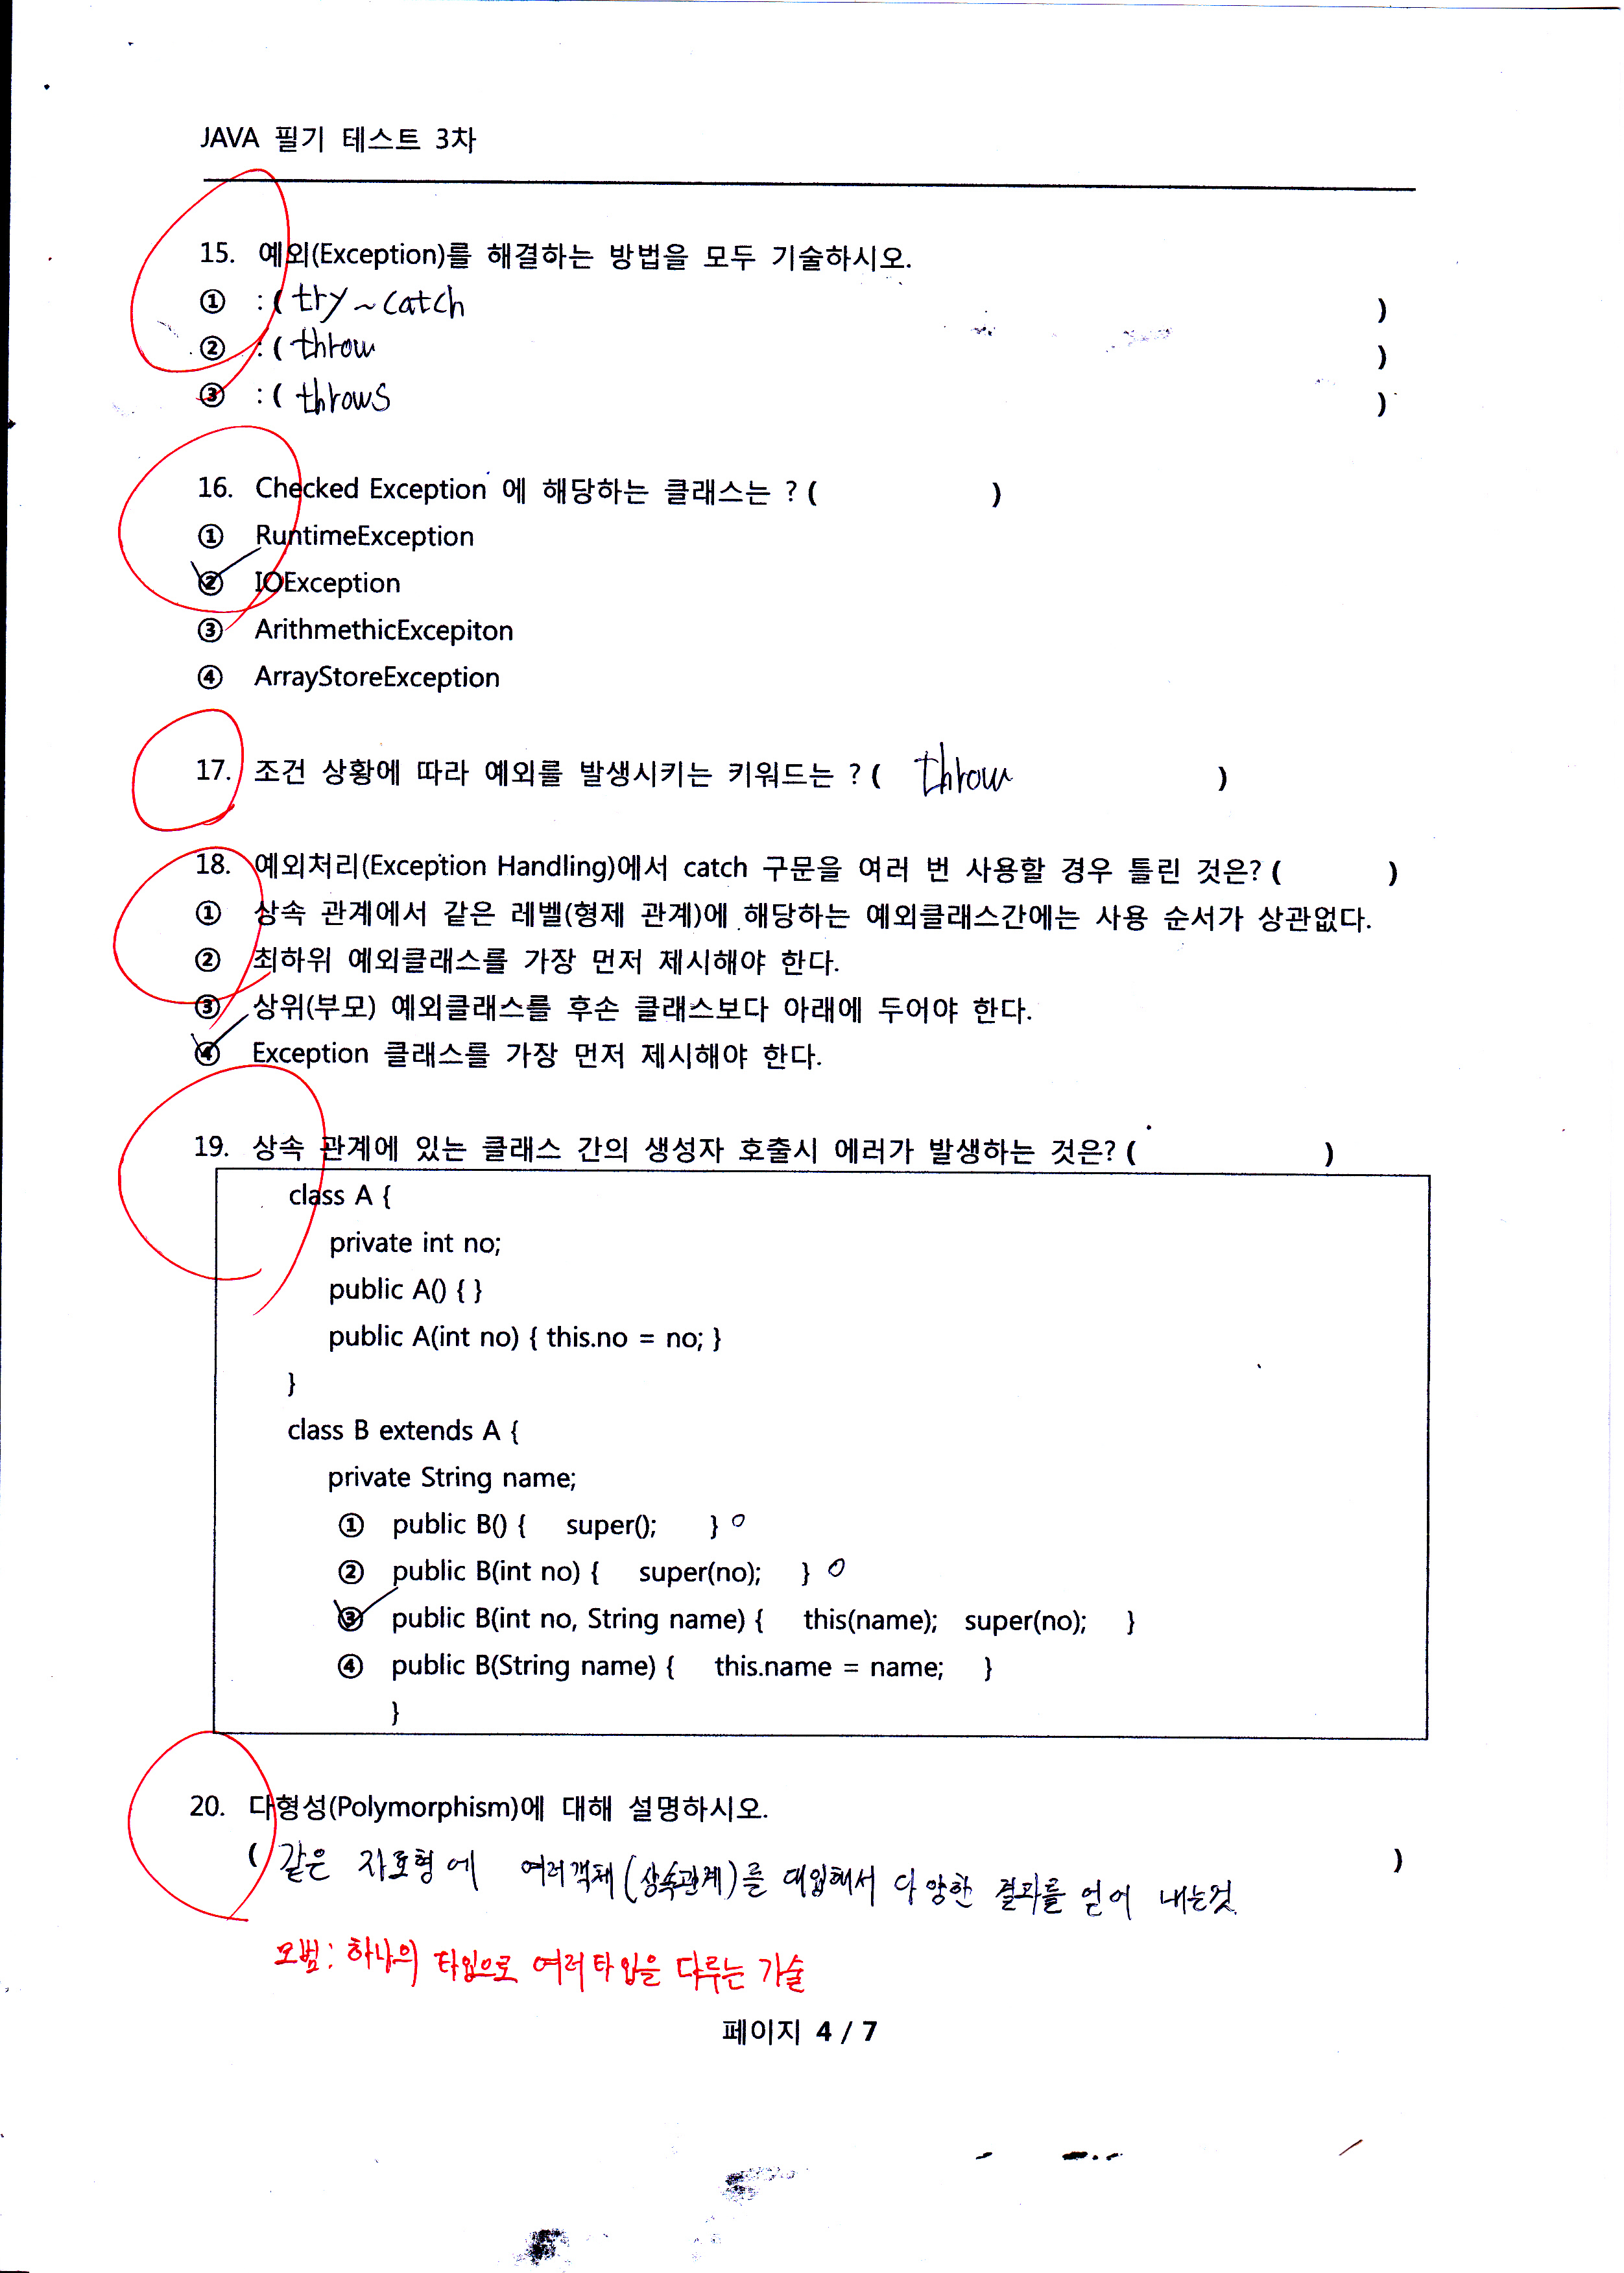 JAVA 필기 테스트 3차
15. 예외(Exception)를 해결하는 방법을 모두 기술하시오.
① :( try ~ catch )
② :( throw )
③ :( throws )
16. Checked Exception 에 해당하는 클래스는 ? ( )
① RuntimeException
② IOException
③ ArithmethicExcepiton
④ ArrayStoreException
17. 조건 상황에 따라 예외를 발생시키는 키워드는 ? ( throw )
18. 예외처리(Exception Handling)에서 catch 구문을 여러 번 사용할 경우 틀린 것은? ( )
① 상속 관계에서 같은 레벨(형제 관계)에 해당하는 예외클래스간에는 사용 순서가 상관없다.
② 최하위 예외클래스를 가장 먼저 제시해야 한다.
③ 상위(부모) 예외클래스를 후손 클래스보다 아래에 두어야 한다.
④ Exception 클래스를 가장 먼저 제시해야 한다.
19. 상속 관계에 있는 클래스 간의 생성자 호출시 에러가 발생하는 것은? ( )
class A {
private int no;
public A() { }
public A(int no) { this.no = no; }
}
class B extends A {
private String name;
① public B() { super(); }
② public B(int no) { super(no); }
③ public B(int no, String name) { this(name); super(no); }
④ public B(String name) { this.name = name; }
}
20. 다형성(Polymorphism)에 대해 설명하시오.
( 같은 자료형에 여러객체(상속관계)를 대입해서 다양한 결과를 얻어 내는것. )
모범: 하나의 타입으로 여러타입을 다루는 기술
페이지 4 / 7